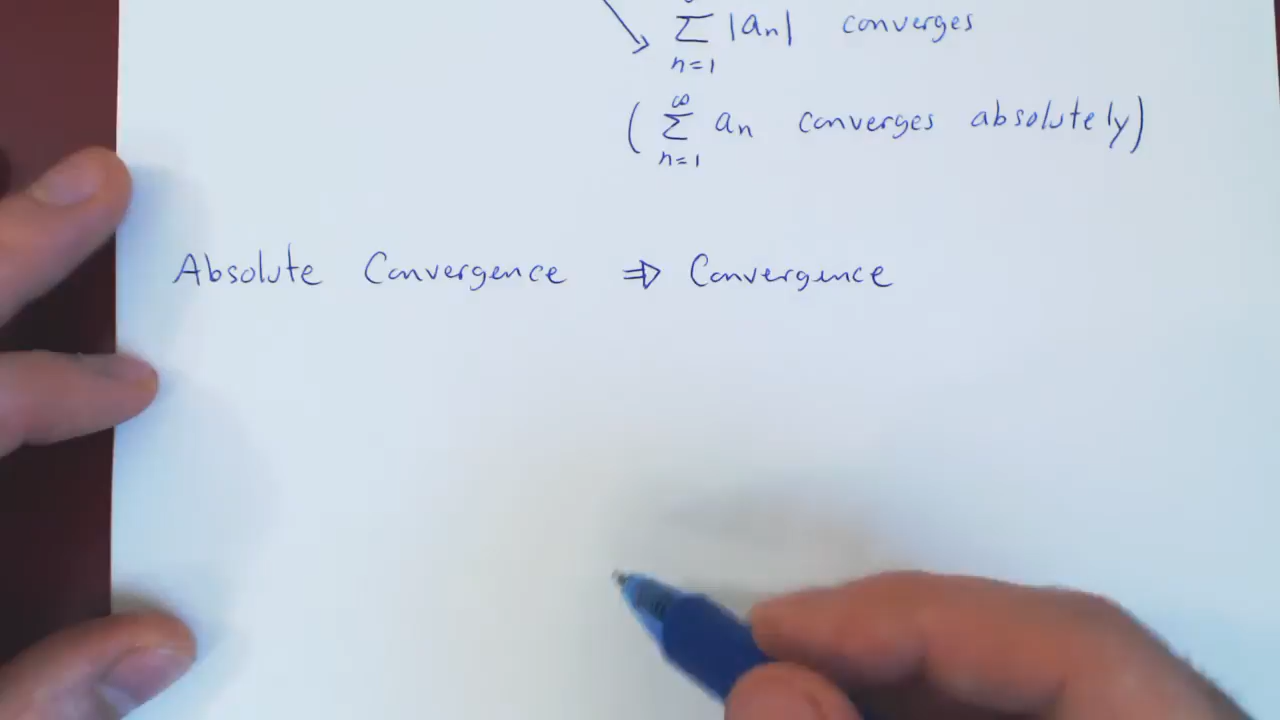 ∑ |an| converges
n=1
∞
( ∑ an converges absolutely)
n=1
Absolute Convergence ⇒ Convergence